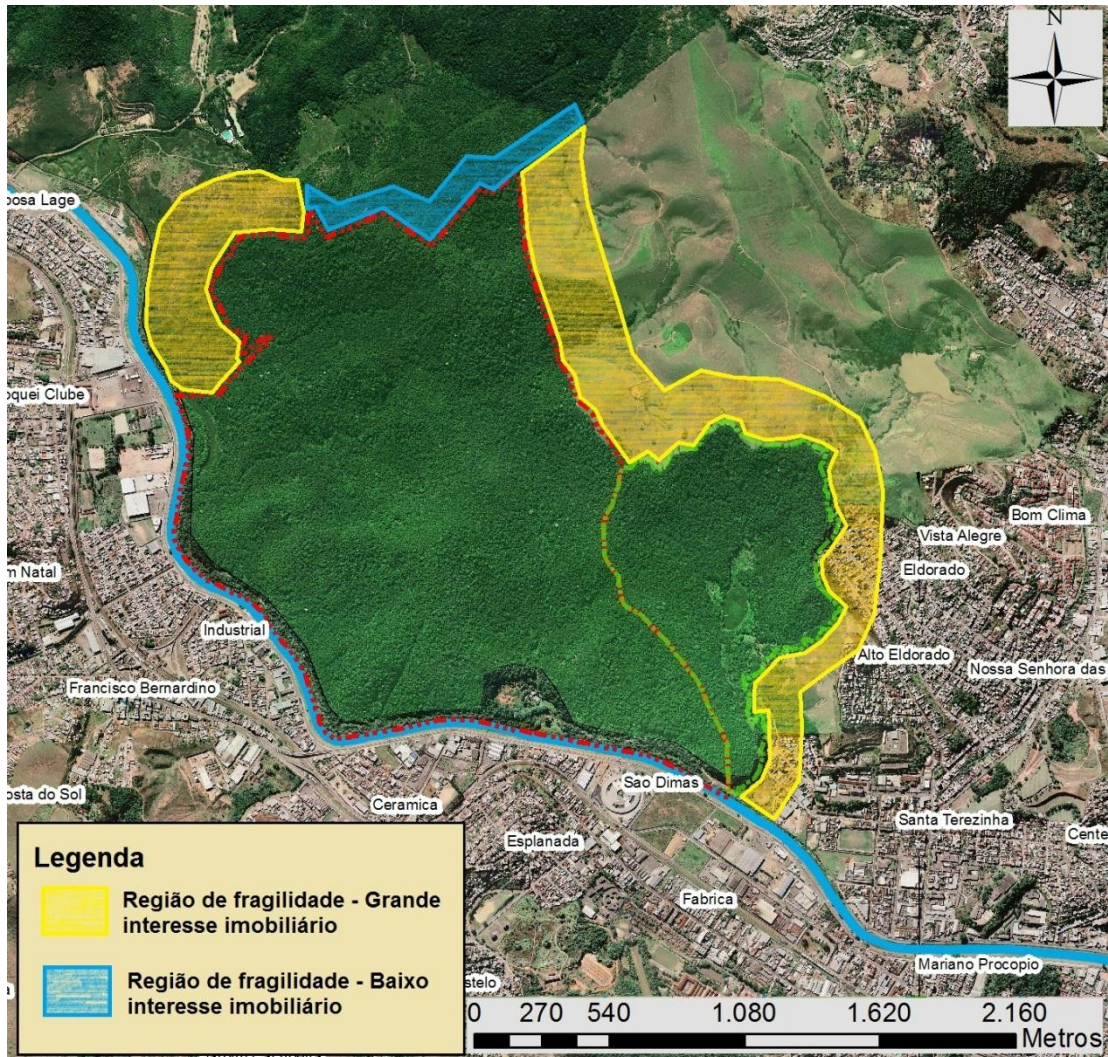 N
bosa Lage
oquei Clube
Bom Clima
Vista Alegre
m Natal
Eldorado
Industrial
Alto Eldorado
Nossa Senhora das
Francisco Bernardino
Sao Dimas
osta do Sol
Ceramica
Santa Terezinha
Cente
Esplanada
Legenda
Região de fragilidade - Grande
interesse imobiliário
Fabrica
Mariano Procopio
Região de fragilidade - Baixo
interesse imobiliário
stelo
0 270 540 1.080 1.620 2.160
Metros